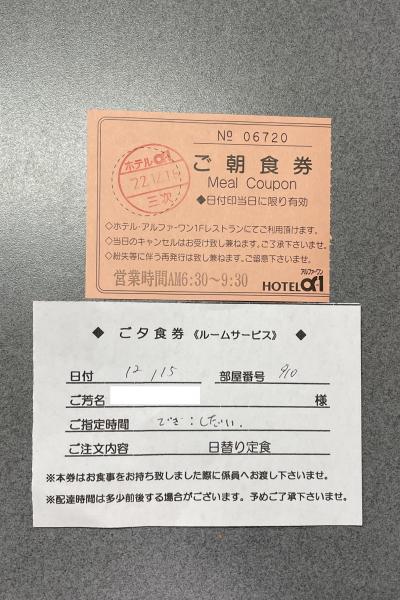 № 06720
ホテルα-1
三次
ご朝食券
Meal Coupon
◆日付印当日に限り有効
◇ホテル・アルファーワン1Fレストランにてご利用頂けます。
◇当日のキャンセルはお受け致し兼ねます。ご了承下さいませ。
◇紛失等に伴う再発行は致し兼ねます。ご留意下さいませ。
営業時間AM6:30~9:30
アルファーワン
HOTEL α-1
◆ ご夕食券《ルームサービス》 ◆
日付 12/15 部屋番号 910
ご芳名 様
ご指定時間 でき:しだい.
ご注文内容 日替り定食
※本券はお食事をお持ち致しました際に係員へお渡し下さいませ。
※配達時間は多少前後する場合がございます。予めご了承下さいませ。